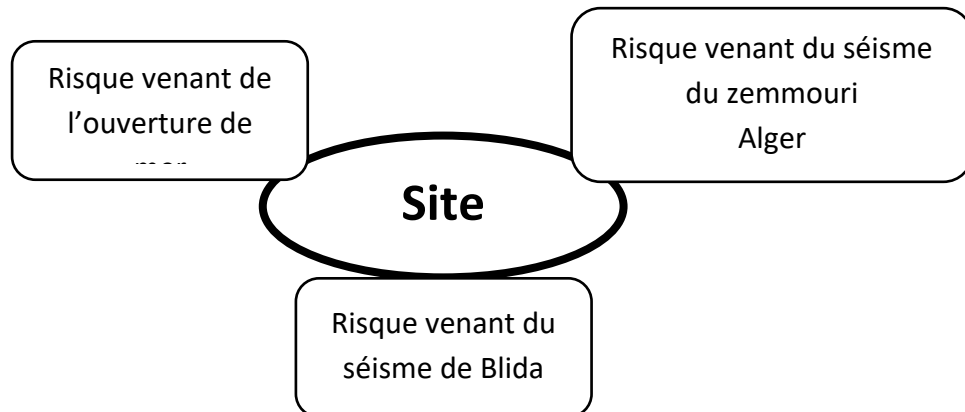 Risque venant de
l'ouverture de
Risque venant du séisme
du zemmouri
Alger
Site
Risque venant du
séisme de Blida